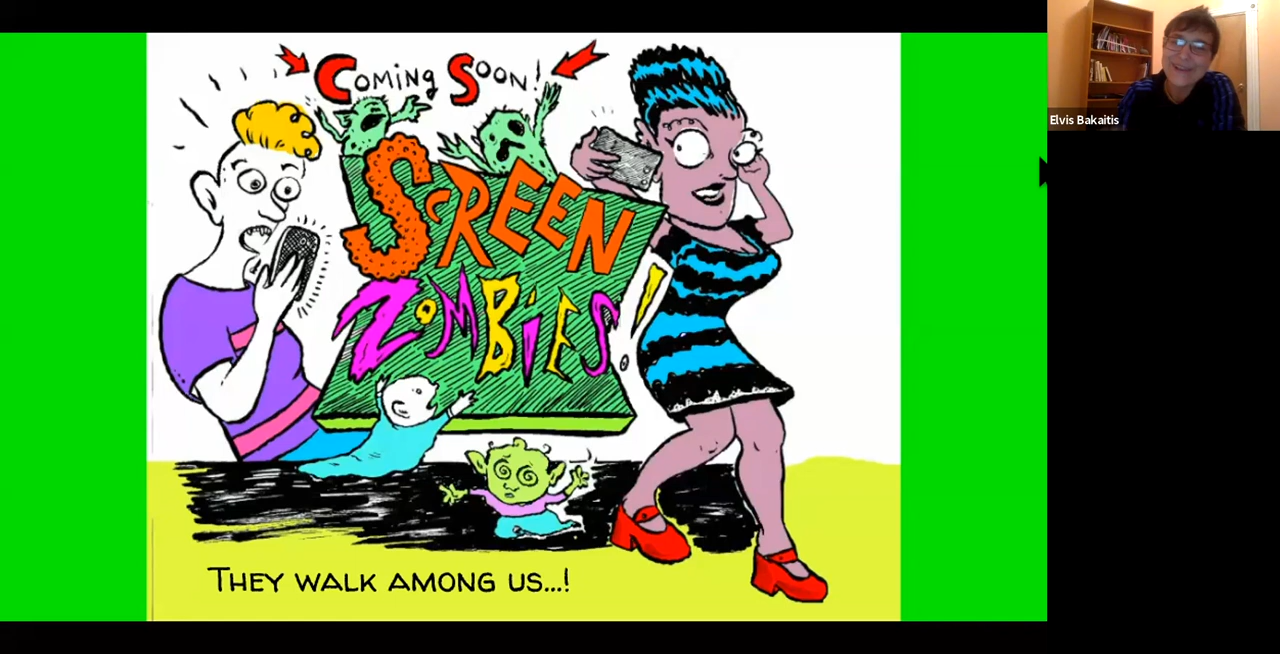 Coming Soon!
SCREEN
ZOMBIES!
THEY WALK AMONG US...!
Elvis Bakaitis